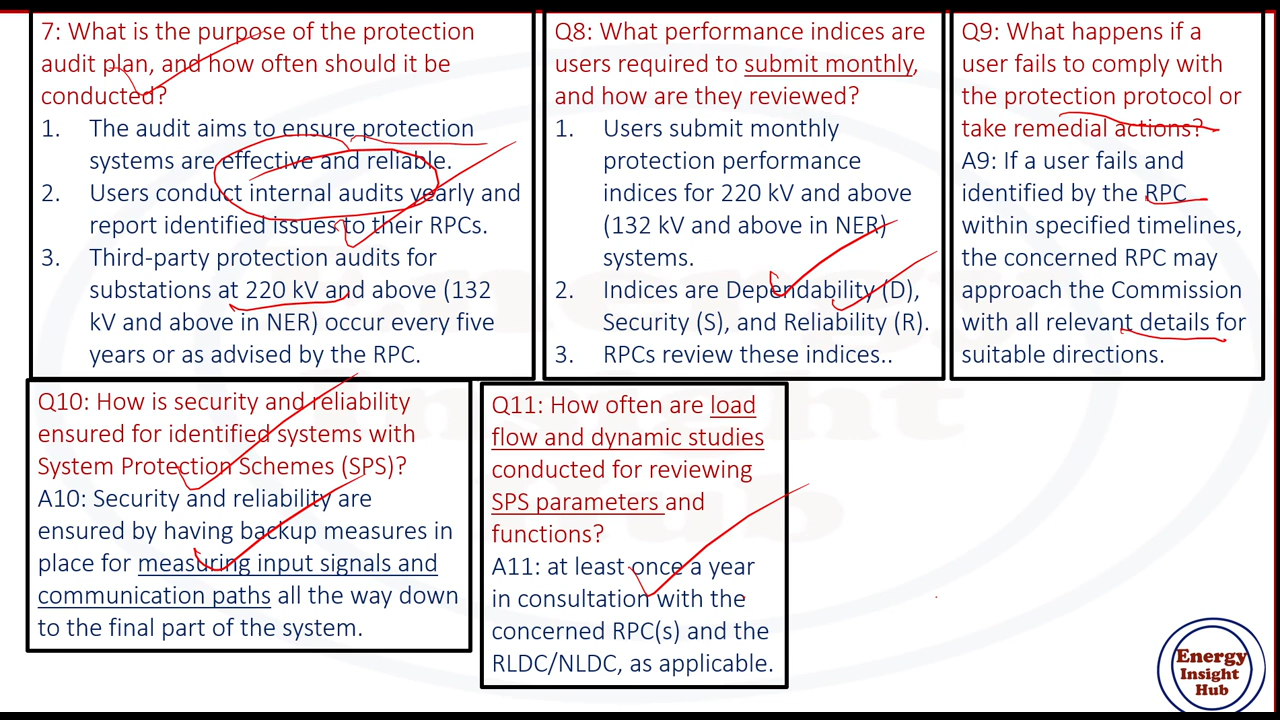 7: What is the purpose of the protection
audit plan, and how often should it be
conducted?
1. The audit aims to ensure protection
systems are effective and reliable.
2. Users conduct internal audits yearly and
report identified issues to their RPCs.
3. Third-party protection audits for
substations at 220 kV and above (132
kV and above in NER) occur every five
years or as advised by the RPC.
Q8: What performance indices are
users required to submit monthly,
and how are they reviewed?
1. Users submit monthly
protection performance
indices for 220 kV and above
(132 kV and above in NER)
systems.
2. Indices are Dependability (D),
Security (S), and Reliability (R).
3. RPCs review these indices..
Q9: What happens if a
user fails to comply with
the protection protocol or
take remedial actions?
A9: If a user fails and
identified by the RPC
within specified timelines,
the concerned RPC may
approach the Commission
with all relevant details for
suitable directions.
Q10: How is security and reliability
ensured for identified systems with
System Protection Schemes (SPS)?
A10: Security and reliability are
ensured by having backup measures in
place for measuring input signals and
communication paths all the way down
to the final part of the system.
Q11: How often are load
flow and dynamic studies
conducted for reviewing
SPS parameters and
functions?
A11: at least once a year
in consultation with the
concerned RPC(s) and the
RLDC/NLDC, as applicable.
Energy
Insight
Hub